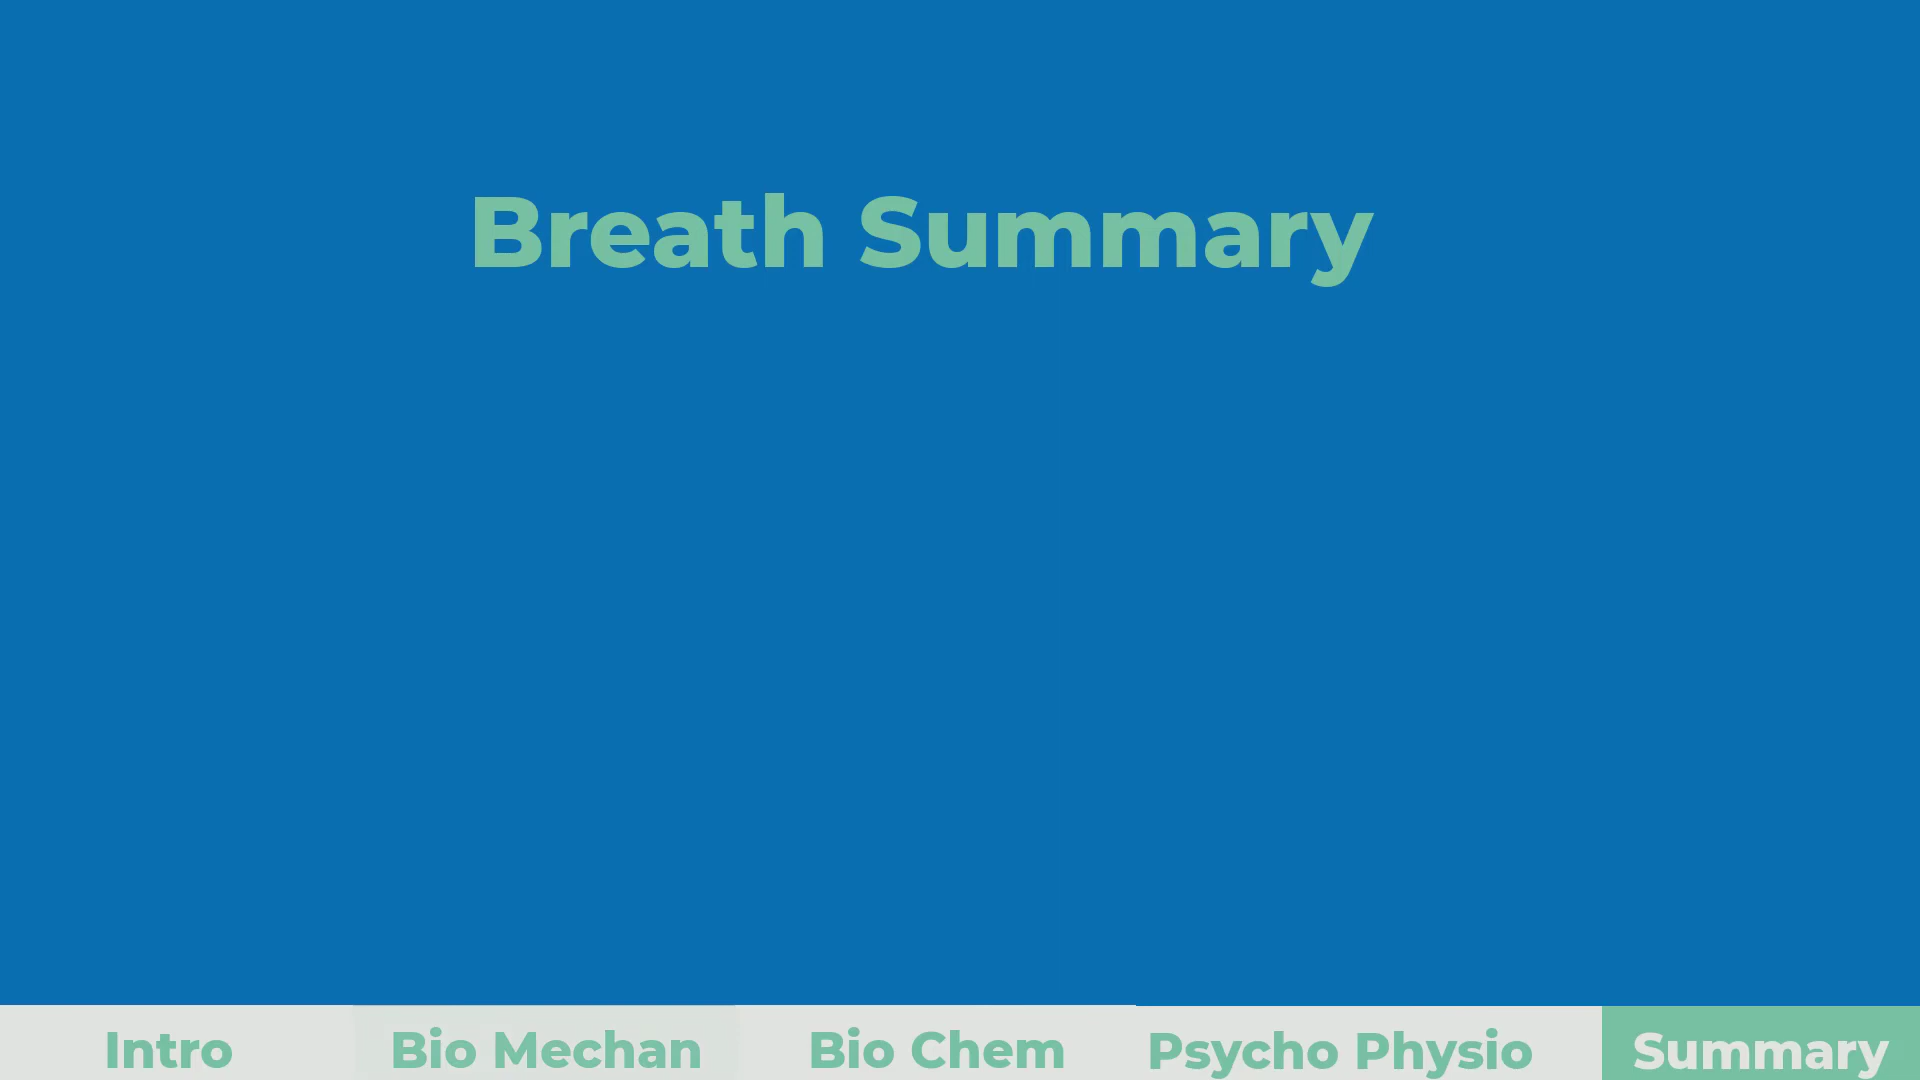 Breath Summary
Intro
Bio Mechan
Bio Chem
Psycho Physio
Summary